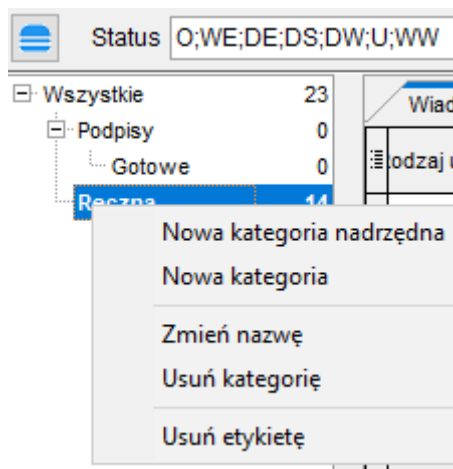 Status O;WE;DE;DS;DW;U;WW
Wszystkie 23
Podpisy 0
Gotowe 0
Ręczna 14
Nowa kategoria nadrzędna
Nowa kategoria
Zmień nazwę
Usuń kategorię
Usuń etykietę